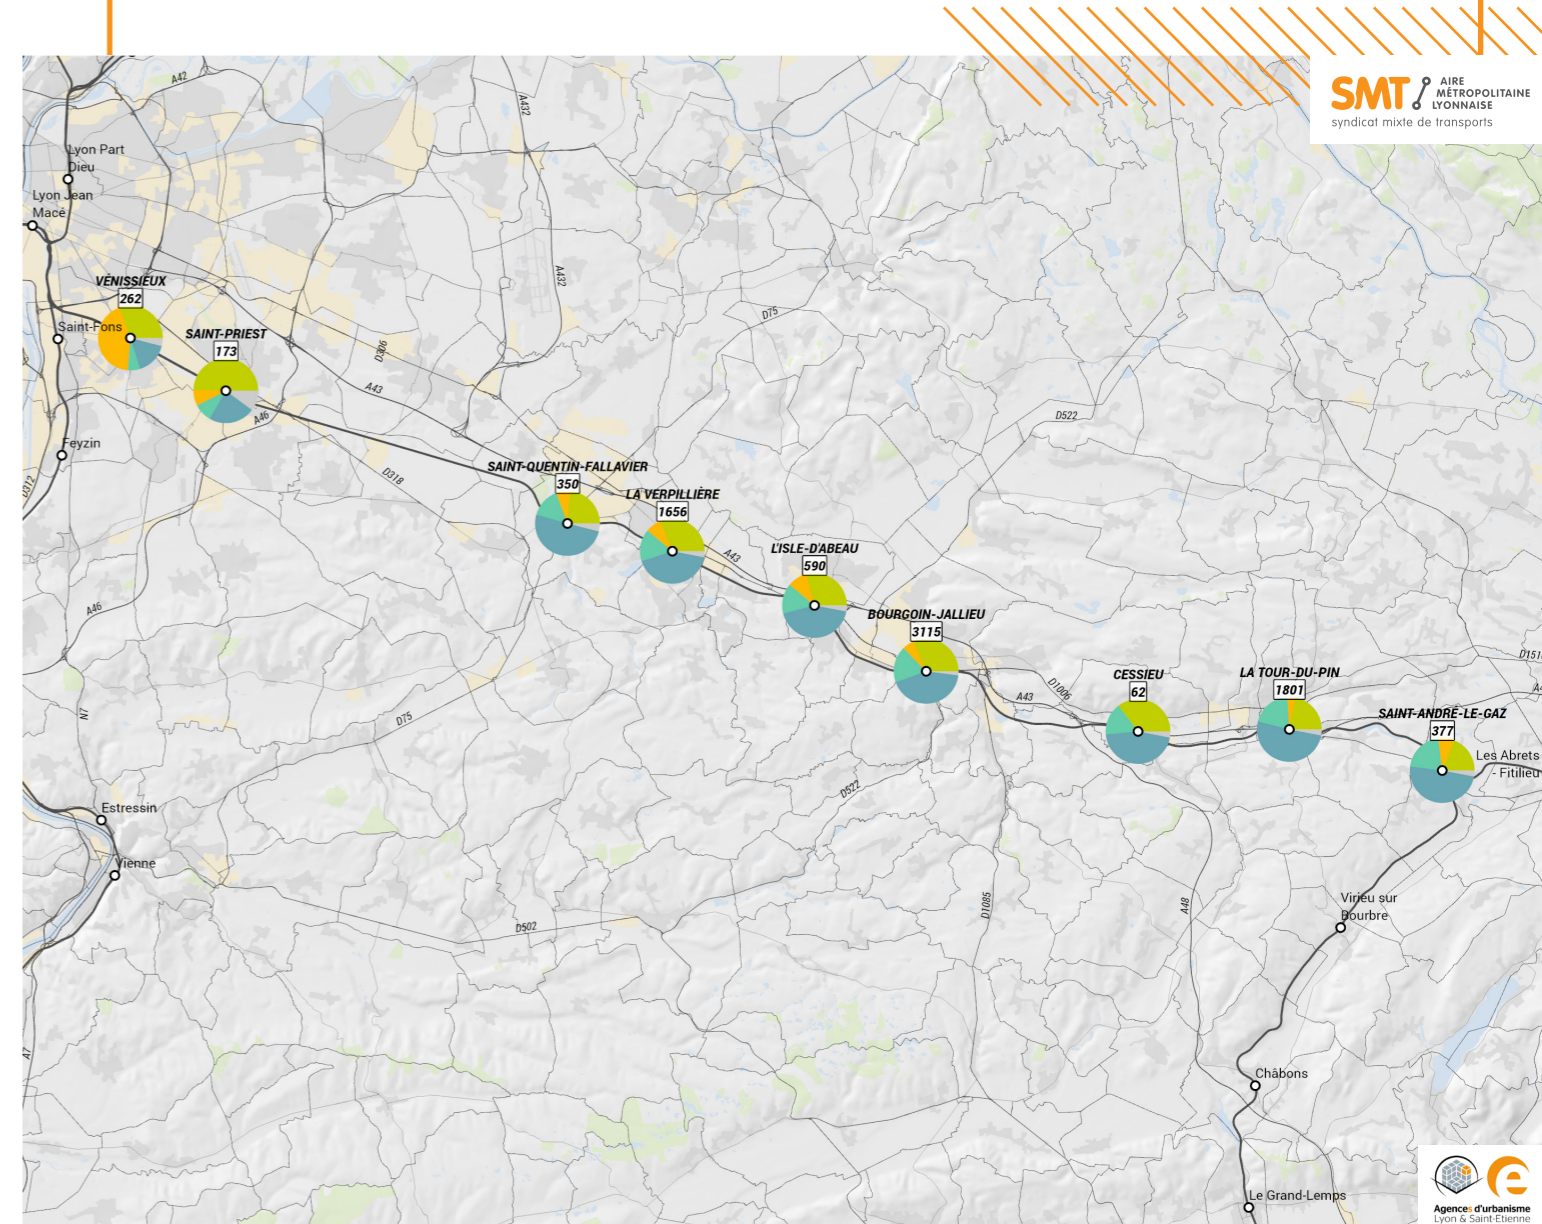 SMT
AIRE
MÉTROPOLITAINE
LYONNAISE
syndicat mixte de transports
A42
A432
Lyon Part
Dieu
Lyon Jean
Macé
A432
VÉNISSIEUX
262
Saint-Fons
SAINT-PRIEST
173
D75
D306
A43
A46
D522
Feyzin
D312
D318
SAINT-QUENTIN-FALLAVIER
350
LA VERPILLIÈRE
1656
A43
L'ISLE-D'ABEAU
590
A46
BOURGOIN-JALLIEU
3115
CESSIEU
62
LA TOUR-DU-PIN
1801
D1006
A43
N7
D75
SAINT-ANDRÉ-LE-GAZ
377
Les Abrets
- Fitilieu
D522
Estressin
Vienne
D1085
A48
Virieu sur
Bourbre
D502
A7
Châbons
Le Grand-Lemps
Agences d'urbanisme
Lyon & Saint-Etienne